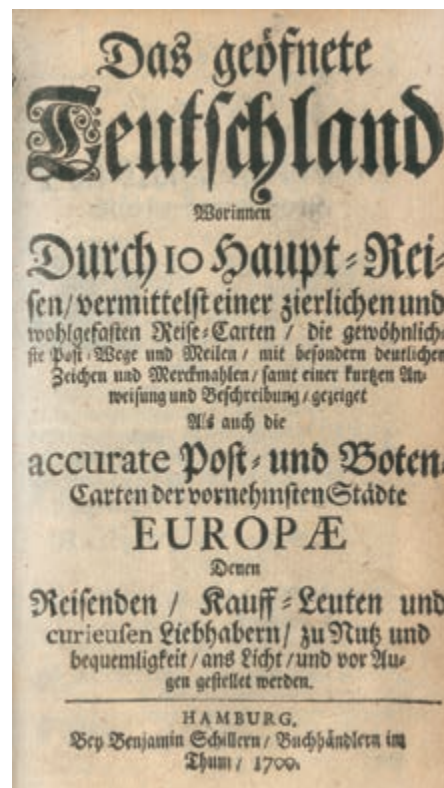 Das geöfnete
Teutschland
Worinnen
Durch 10 Haupt-Rei-
sen/ vermittelst einer zierlichen und
wohlgefasten Reise-Carten / die gewöhnlich-
ste Post-Wege und Meilen / mit besondern deutlichen
Zeichen und Merckmahlen / samt einer kurtzen An-
weisung und Beschreibung / gezeiget
Als auch die
accurate Post- und Boten-
Carten der vornehmsten Städte
EUROPÆ
Denen
Reisenden / Kauff-Leuten und
curieusen Liebhabern / zu Nutz und
bequemligkeit / ans Licht / und vor Au-
gen gestellet werden.
HAMBURG,
Bey Benjamin Schillern / Buchhändlern im
Thum / 1700.